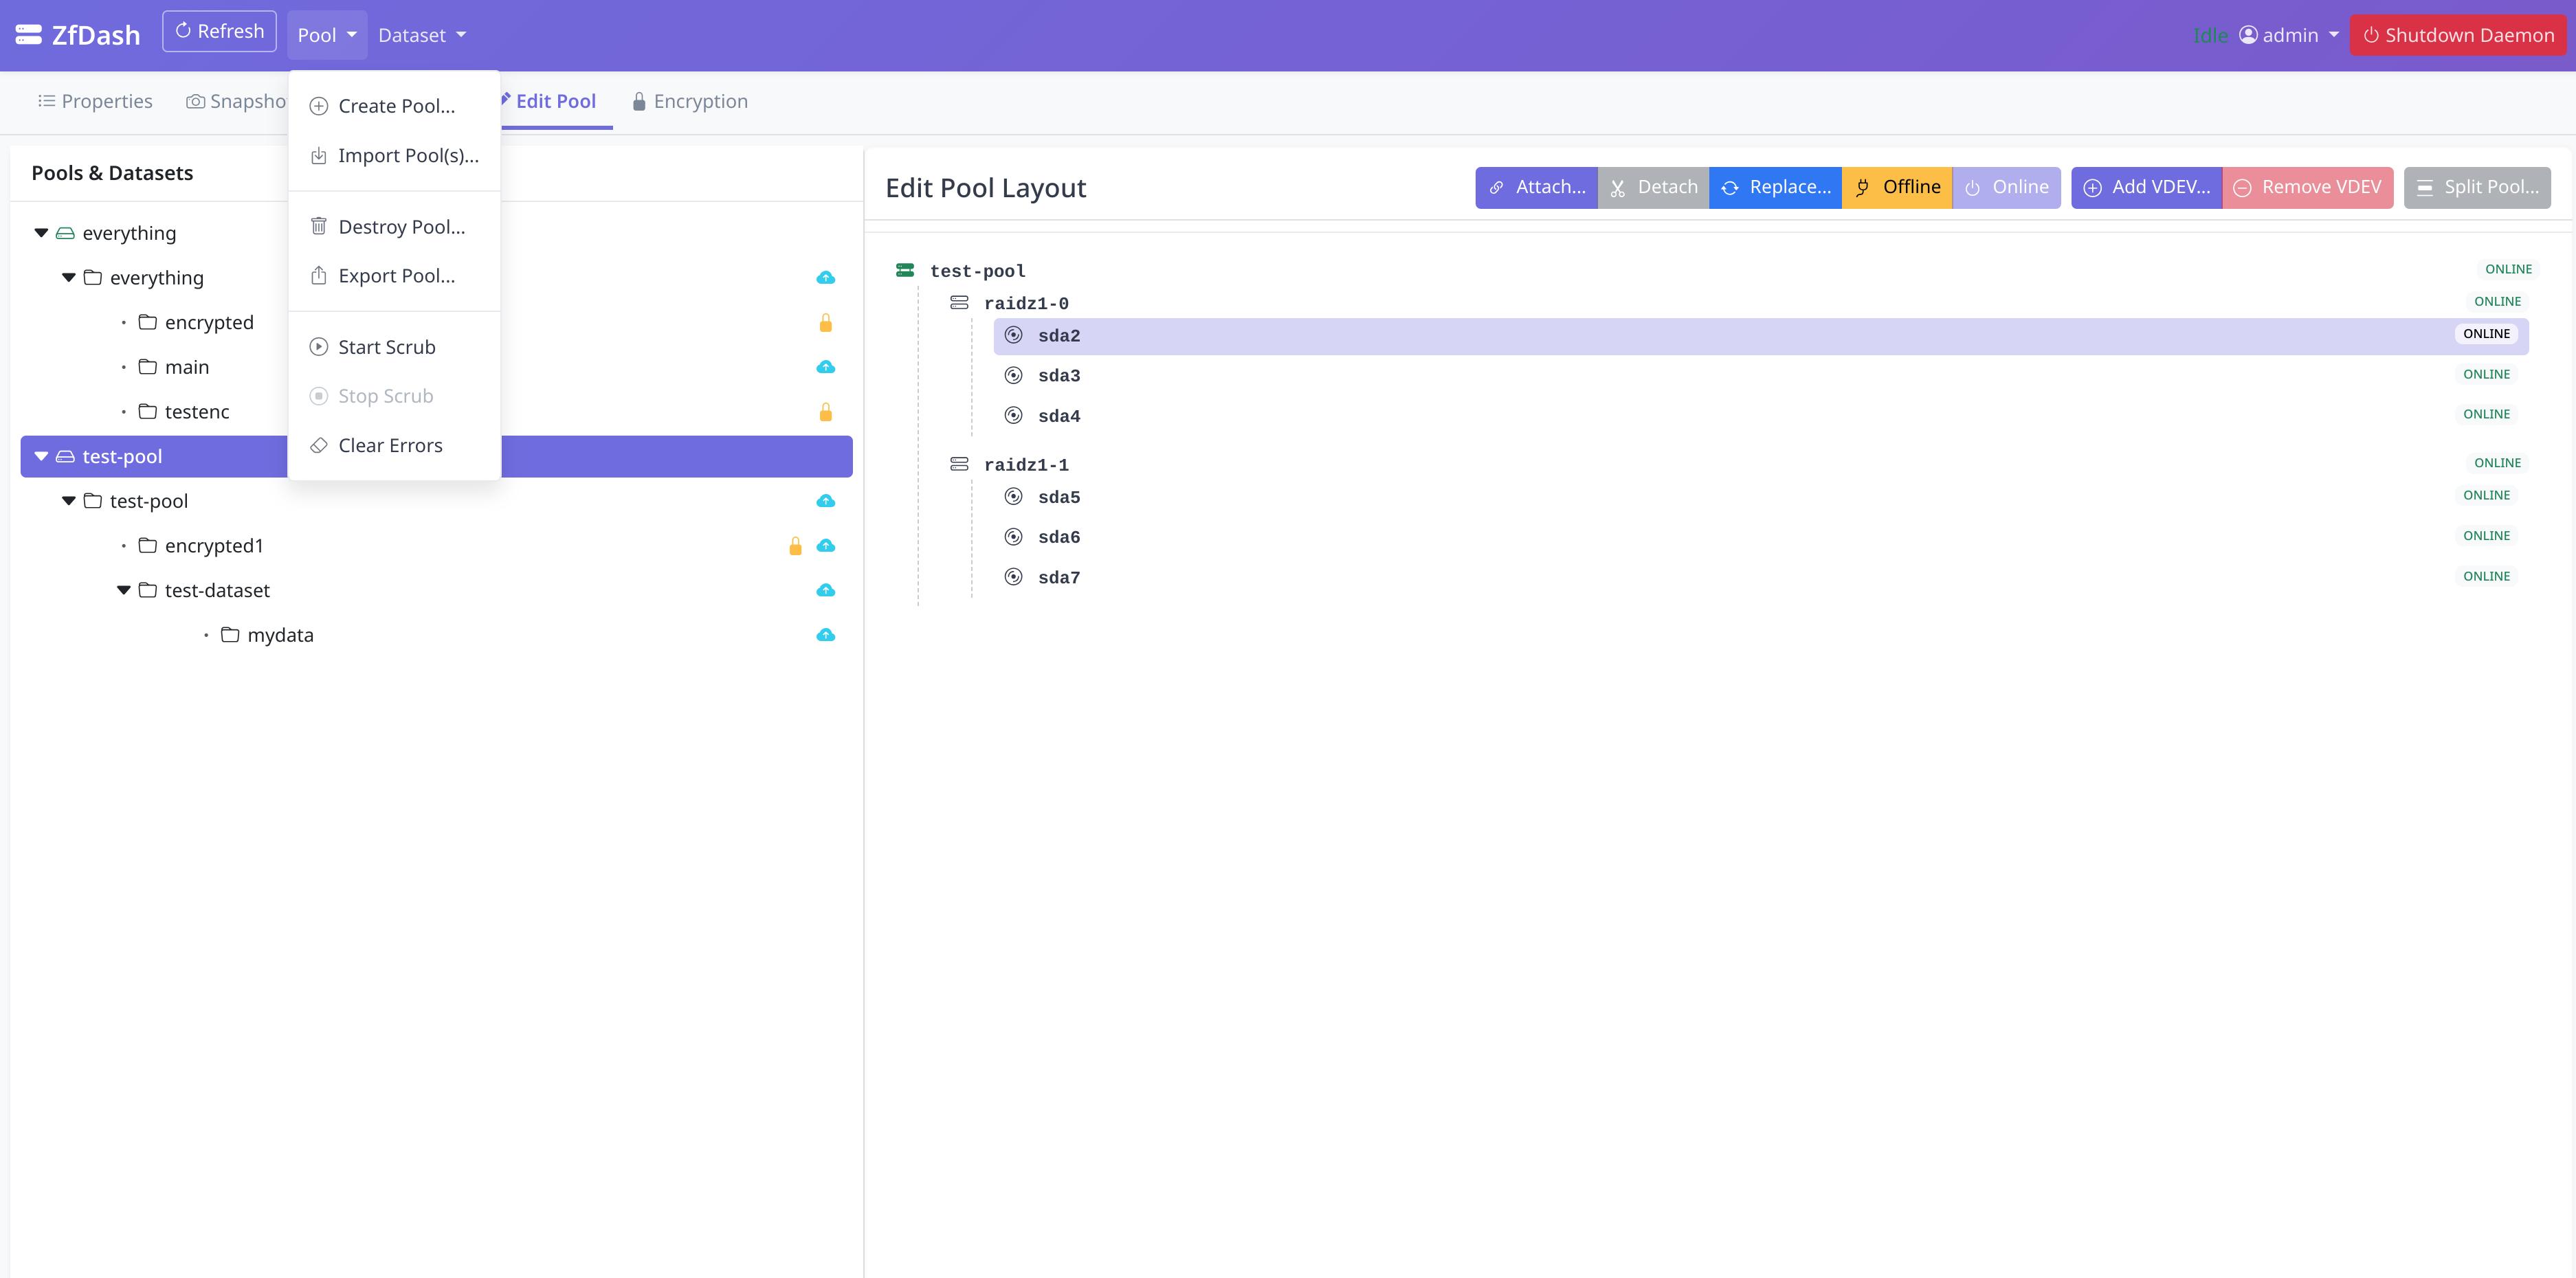 ZfDash Refresh Pool Dataset Idle admin Shutdown Daemon
Properties Snapsho Edit Pool Encryption
Create Pool...
Import Pool(s)...
Destroy Pool...
Export Pool...
Start Scrub
Stop Scrub
Clear Errors
Pools & Datasets
everything
everything
encrypted
main
testenc
test-pool
test-pool
encrypted1
test-dataset
mydata
Edit Pool Layout Attach... Detach Replace... Offline Online Add VDEV... Remove VDEV Split Pool...
test-pool ONLINE
raidz1-0 ONLINE
sda2 ONLINE
sda3 ONLINE
sda4 ONLINE
raidz1-1 ONLINE
sda5 ONLINE
sda6 ONLINE
sda7 ONLINE